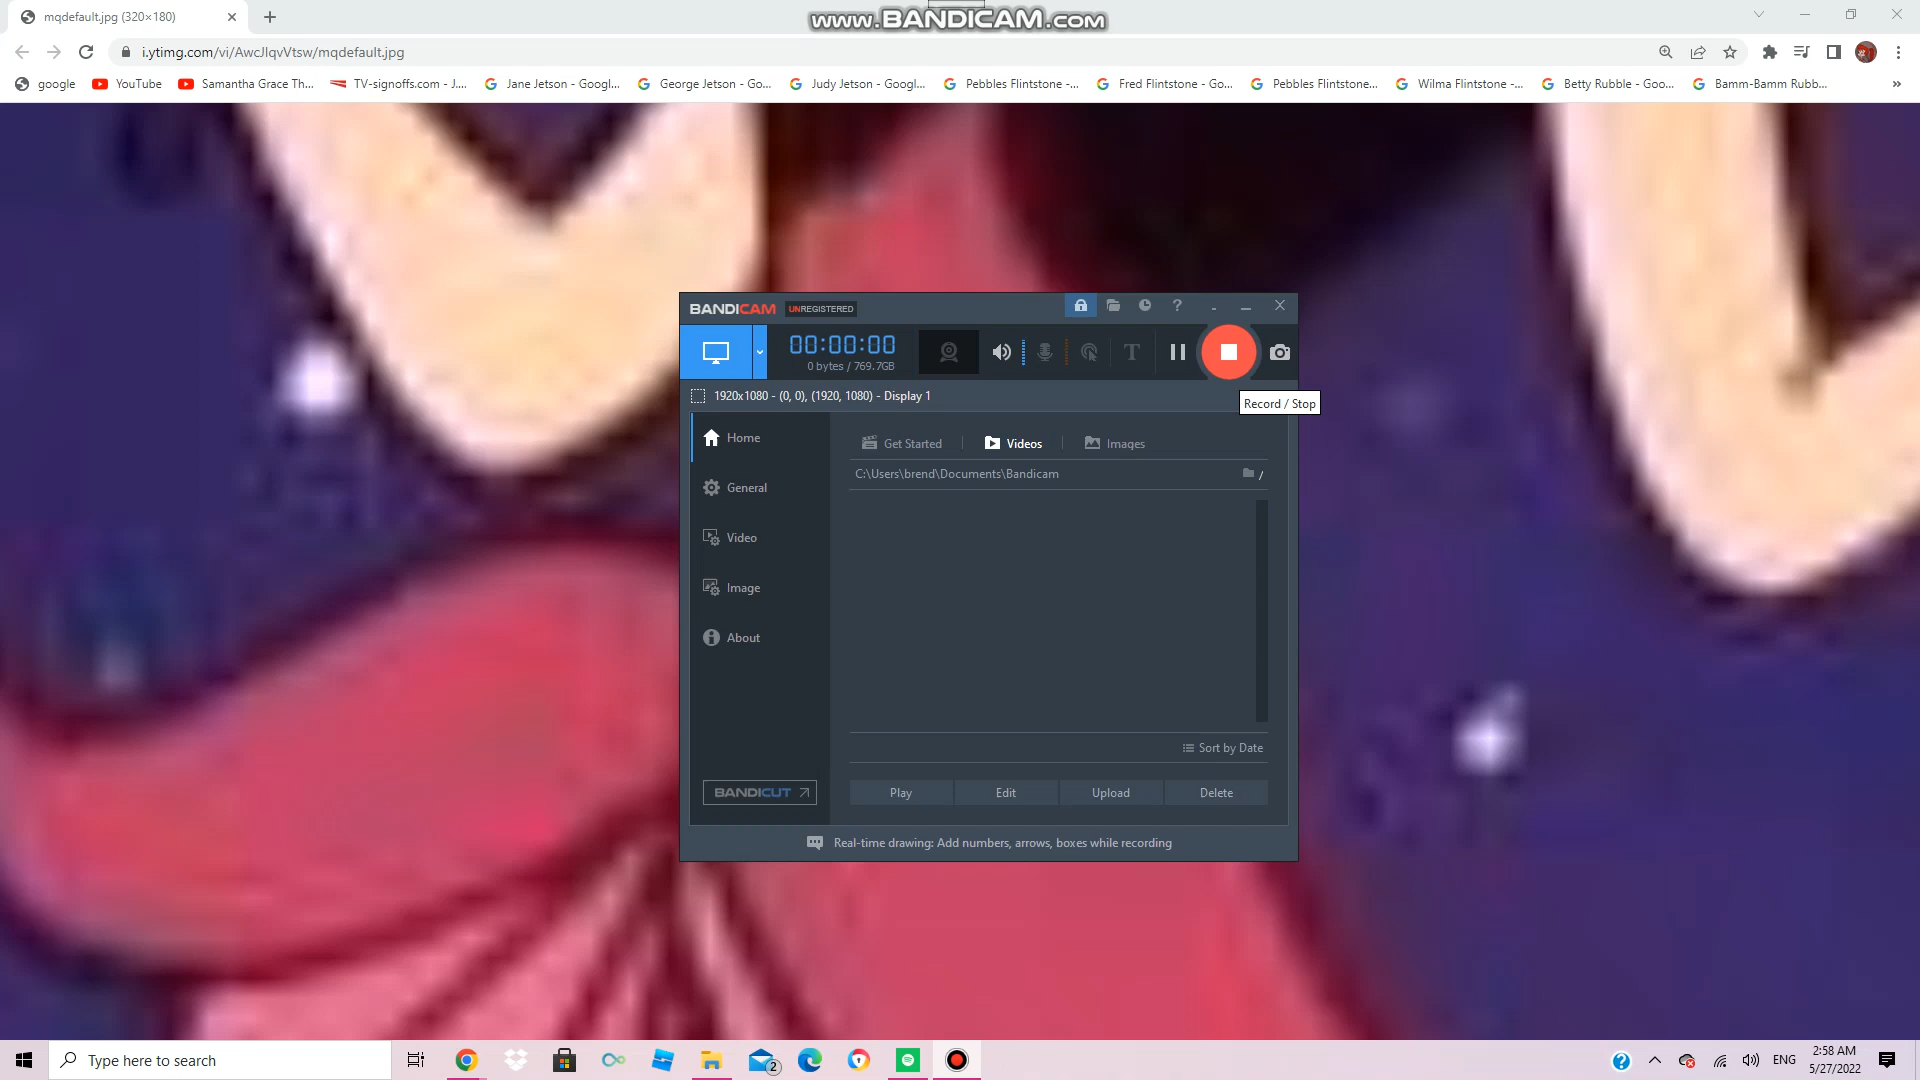 mqdefault.jpg (320×180)
www.BANDICAM.com
i.ytimg.com/vi/AwcJlqvVtsw/mqdefault.jpg
google
YouTube
Samantha Grace Th...
TV-signoffs.com - J....
Jane Jetson - Googl...
George Jetson - Go...
Judy Jetson - Googl...
Pebbles Flintstone -...
Fred Flintstone - Go...
Pebbles Flintstone...
Wilma Flintstone -...
Betty Rubble - Goo...
Bamm-Bamm Rubb...
»
BANDICAM UNREGISTERED
?
00:00:00
0 bytes / 769.7GB
T
1920x1080 - (0, 0), (1920, 1080) - Display 1
Record / Stop
Home
General
Video
Image
About
BANDICUT
Get Started
Videos
Images
C:\Users\brend\Documents\Bandicam
/
Sort by Date
Play
Edit
Upload
Delete
Real-time drawing: Add numbers, arrows, boxes while recording
Type here to search
2
?
ENG
2:58 AM
5/27/2022